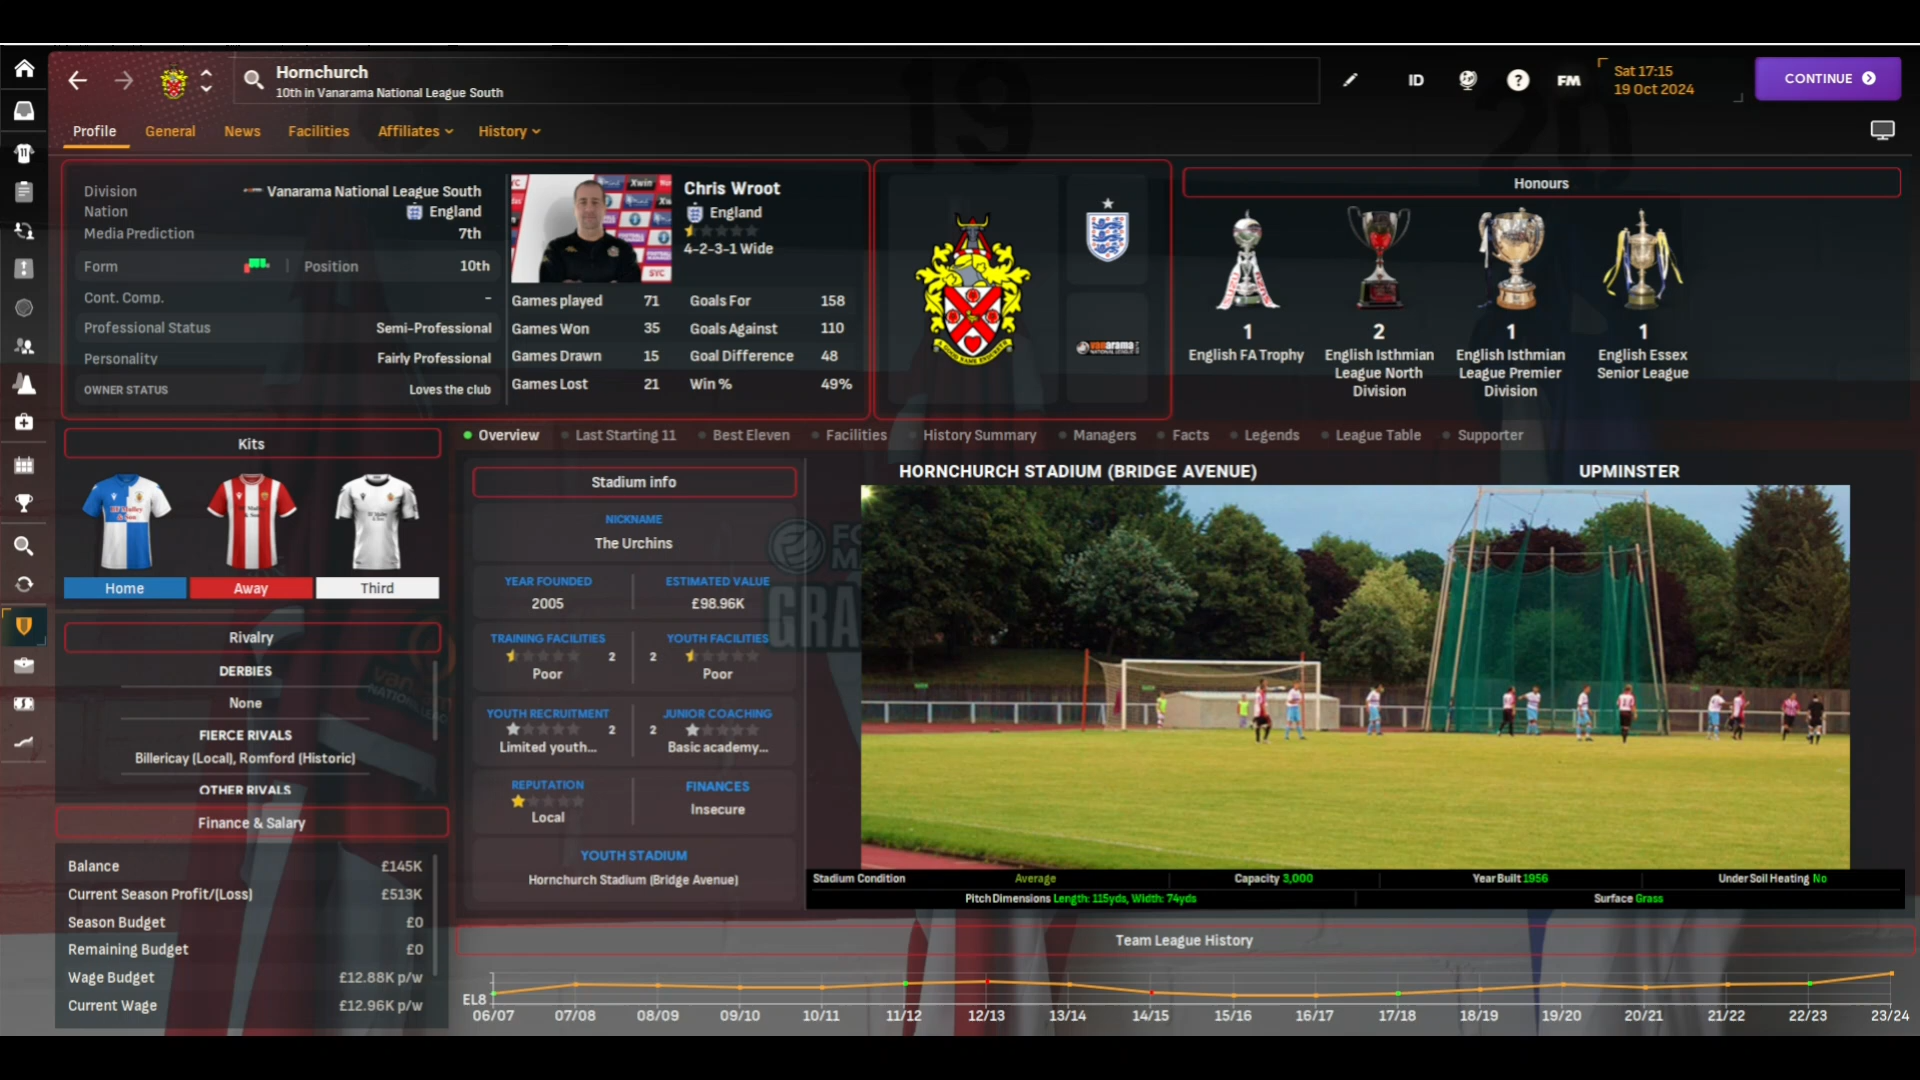 Hornchurch
10th in Vanarama National League South
ID
FM
Sat 17:15
19 Oct 2024
CONTINUE
Profile
General
News
Facilities
Affiliates
History
Division
Vanarama National League South
Nation
England
Media Prediction
7th
Form
Position
10th
Cont. Comp.
-
Professional Status
Semi-Professional
Personality
Fairly Professional
OWNER STATUS
Loves the club
Chris Wroot
England
4-2-3-1 Wide
Games played 71 Goals For 158
Games Won 35 Goals Against 110
Games Drawn 15 Goal Difference 48
Games Lost 21 Win % 49%
Honours
1
English FA Trophy
2
English Isthmian
League North
Division
1
English Isthmian
League Premier
Division
1
English Essex
Senior League
Kits
Home
Away
Third
Rivalry
DERBIES
None
FIERCE RIVALS
Billericay (Local), Romford (Historic)
OTHER RIVALS
Finance & Salary
Balance £145K
Current Season Profit/(Loss) £513K
Season Budget £0
Remaining Budget £0
Wage Budget £12.88K p/w
Current Wage £12.96K p/w
Overview
Last Starting 11
Best Eleven
Facilities
History Summary
Managers
Facts
Legends
League Table
Supporter
Stadium info
NICKNAME
The Urchins
YEAR FOUNDED
2005
ESTIMATED VALUE
£98.96K
TRAINING FACILITIES
2
Poor
YOUTH FACILITIES
2
Poor
YOUTH RECRUITMENT
2
Limited youth...
JUNIOR COACHING
2
Basic academy...
REPUTATION
Local
FINANCES
Insecure
YOUTH STADIUM
Hornchurch Stadium (Bridge Avenue)
HORNCHURCH STADIUM (BRIDGE AVENUE)
UPMINSTER
Stadium Condition Average Capacity 3,000 Year Built 1956 Under Soil Heating No
Pitch Dimensions Length: 115yds, Width: 74yds Surface Grass
Team League History
EL8
06/07 07/08 08/09 09/10 10/11 11/12 12/13 13/14 14/15 15/16 16/17 17/18 18/19 19/20 20/21 21/22 22/23 23/24